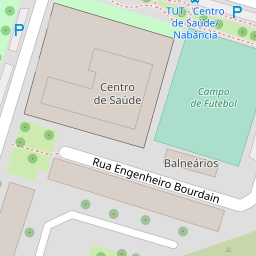 P
P
TUT - Centro
de Saúde/
Nabância
Centro
de Saúde
Campo
de Futebol
Balneários
Rua Engenheiro Bourdain